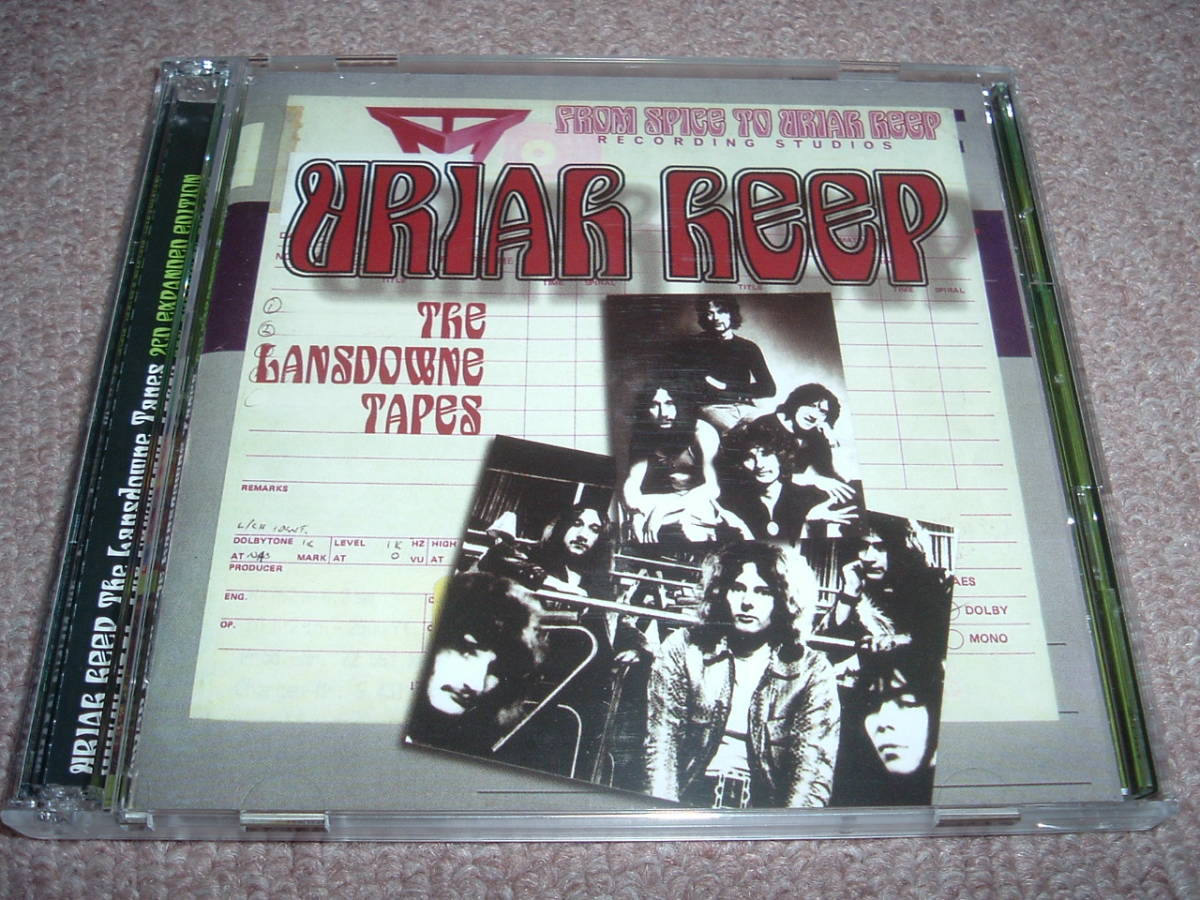 FROM SPICE TO URIAH HEEP
RECORDING STUDIOS
URIAH HEEP
TITLE
TIME
SPIRAL
TITLE
TIME
SPIRAL
THE
LANSDOWNE
TAPES
REMARKS
DOLBYTONE
LEVEL
HZ
HIGH
AT
MARK
AT
VU
AT
PRODUCER
ENG.
OP.
AES
DOLBY
MONO
URIAH HEEP The Lansdowne Tapes 2CD EXPANDED EDITION